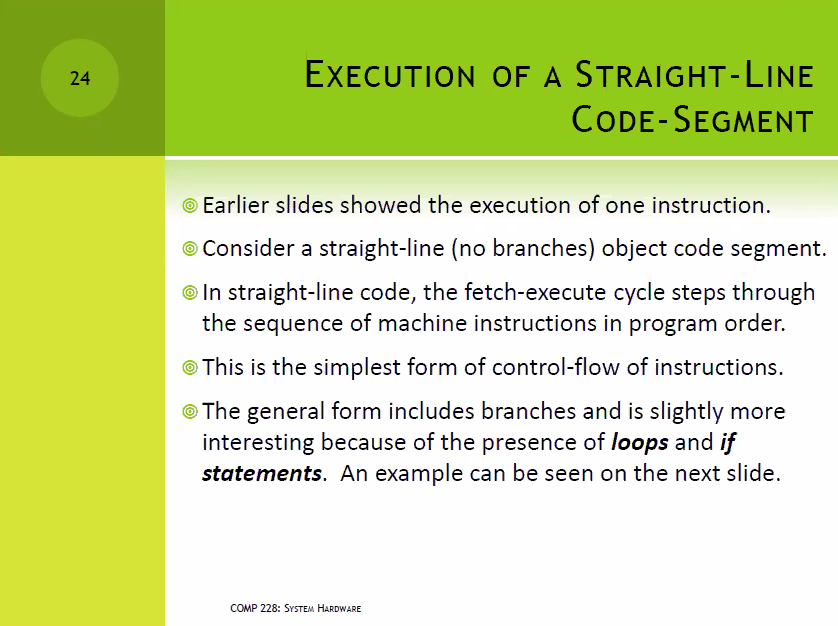 24
Execution of a Straight-Line
Code-Segment
Earlier slides showed the execution of one instruction.
Consider a straight-line (no branches) object code segment.
In straight-line code, the fetch-execute cycle steps through
the sequence of machine instructions in program order.
This is the simplest form of control-flow of instructions.
The general form includes branches and is slightly more
interesting because of the presence of loops and if
statements.  An example can be seen on the next slide.
COMP 228: System Hardware